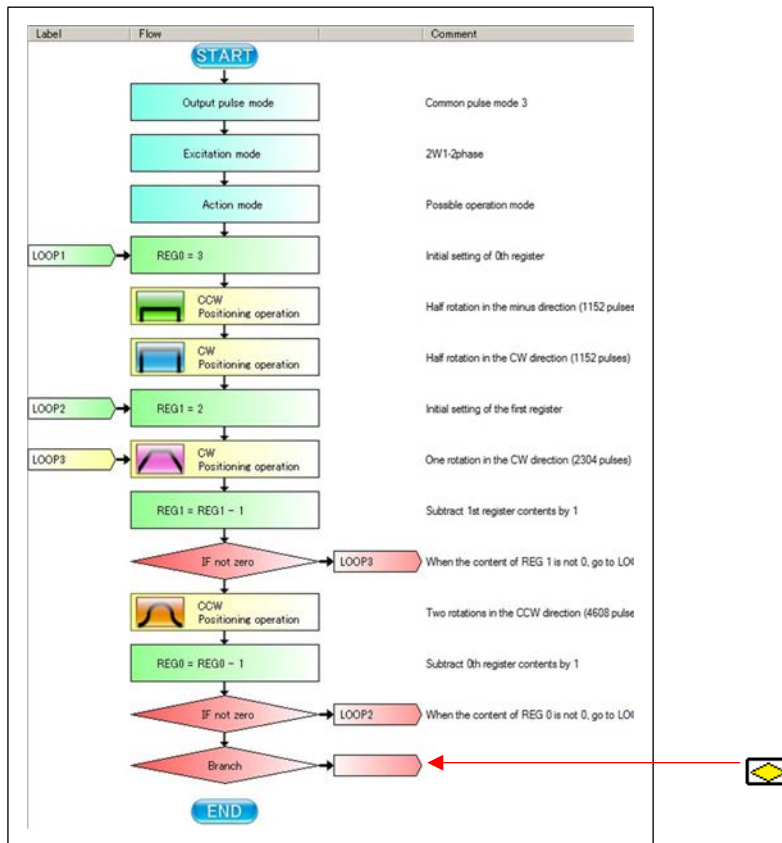 Label Flow Comment
START
Output pulse mode Common pulse mode 3
Excitation mode 2W1-2phase
Action mode Possible operation mode
LOOP1 REG0 = 3 Initial setting of 0th register
CCW
Positioning operation Half rotation in the minus direction (1152 pulses
CW
Positioning operation Half rotation in the CW direction (1152 pulses)
LOOP2 REG1 = 2 Initial setting of the first register
LOOP3 CW
Positioning operation One rotation in the CW direction (2304 pulses)
REG1 = REG1 - 1 Subtract 1st register contents by 1
IF not zero LOOP3 When the content of REG 1 is not 0, go to LOO
CCW
Positioning operation Two rotations in the CCW direction (4608 pulse
REG0 = REG0 - 1 Subtract 0th register contents by 1
IF not zero LOOP2 When the content of REG 0 is not 0, go to LOO
Branch
END